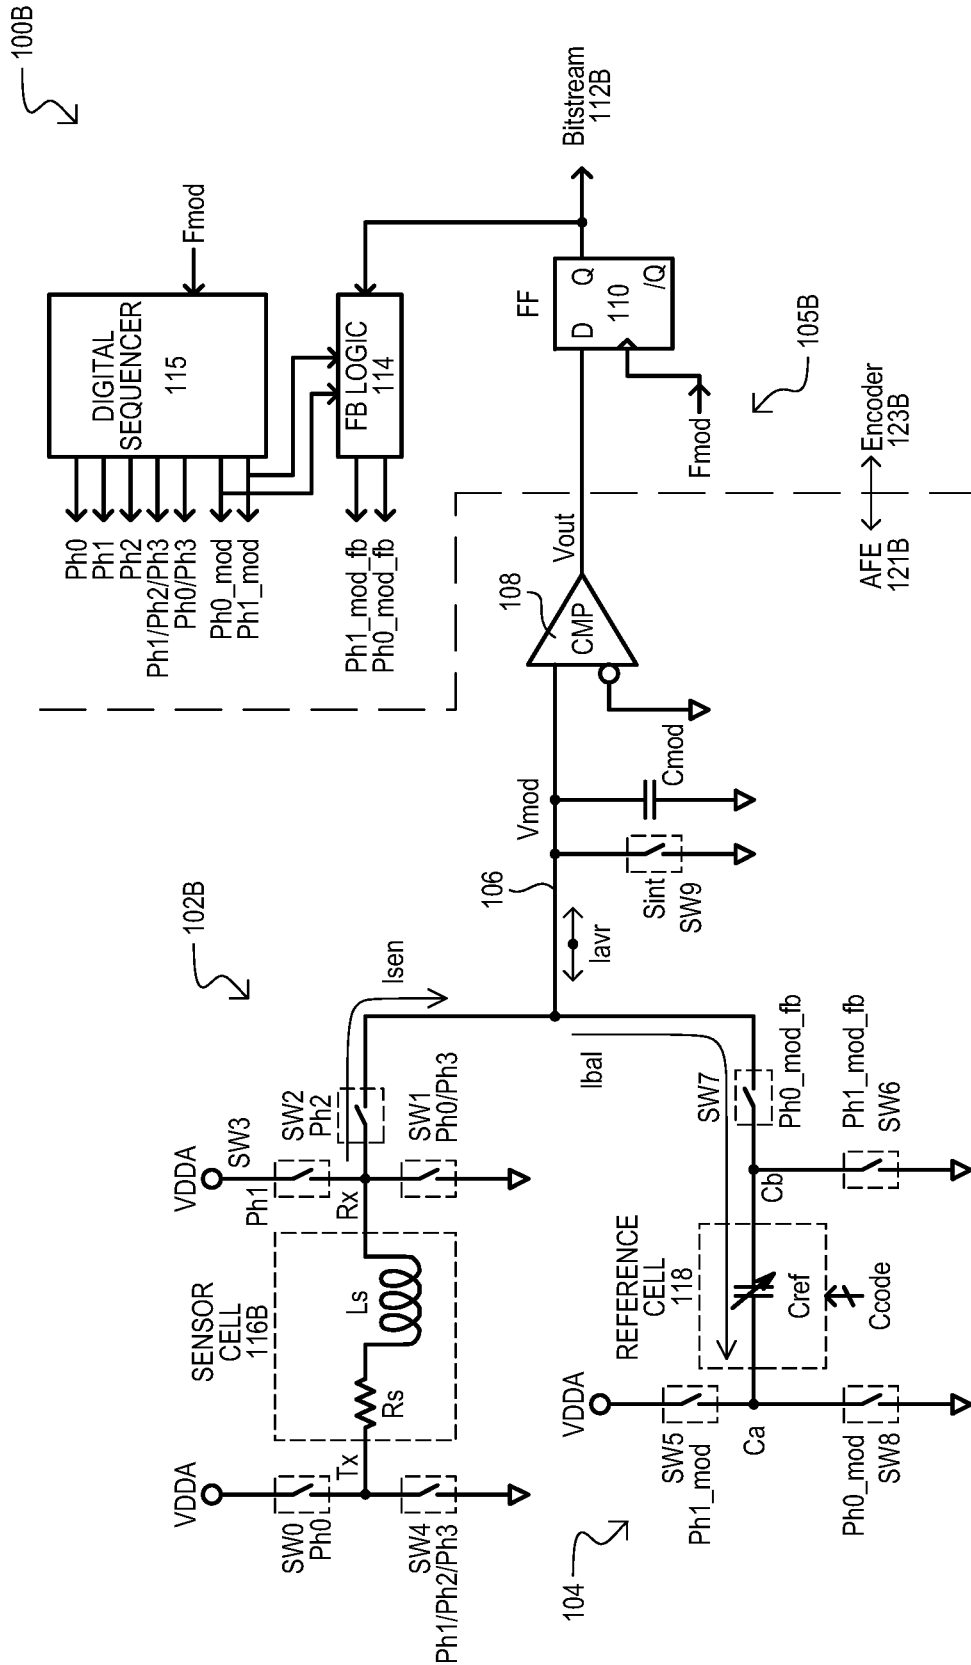 100B
DIGITAL
SEQUENCER
115
Fmod
Ph0
Ph1
Ph2
Ph1/Ph2/Ph3
Ph0/Ph3
Ph0_mod
Ph1_mod
FB LOGIC
114
Ph1_mod_fb
Ph0_mod_fb
Bitstream
112B
FF
D
Q
110
/Q
Fmod
105B
Encoder
123B
AFE
121B
Vout
108
CMP
Vmod
Cmod
106
Sint
SW9
Iavr
102B
Isen
VDDA
SW3
Ph1
SW2
Ph2
Rx
SW1
Ph0/Ph3
SENSOR
CELL
116B
Ls
Rs
VDDA
SW0
Ph0
Tx
SW4
Ph1/Ph2/Ph3
Ibal
SW7
Ph0_mod_fb
Ph1_mod_fb
SW6
Cb
REFERENCE
CELL
118
Cref
Ccode
VDDA
SW5
Ph1_mod
Ca
Ph0_mod
SW8
104